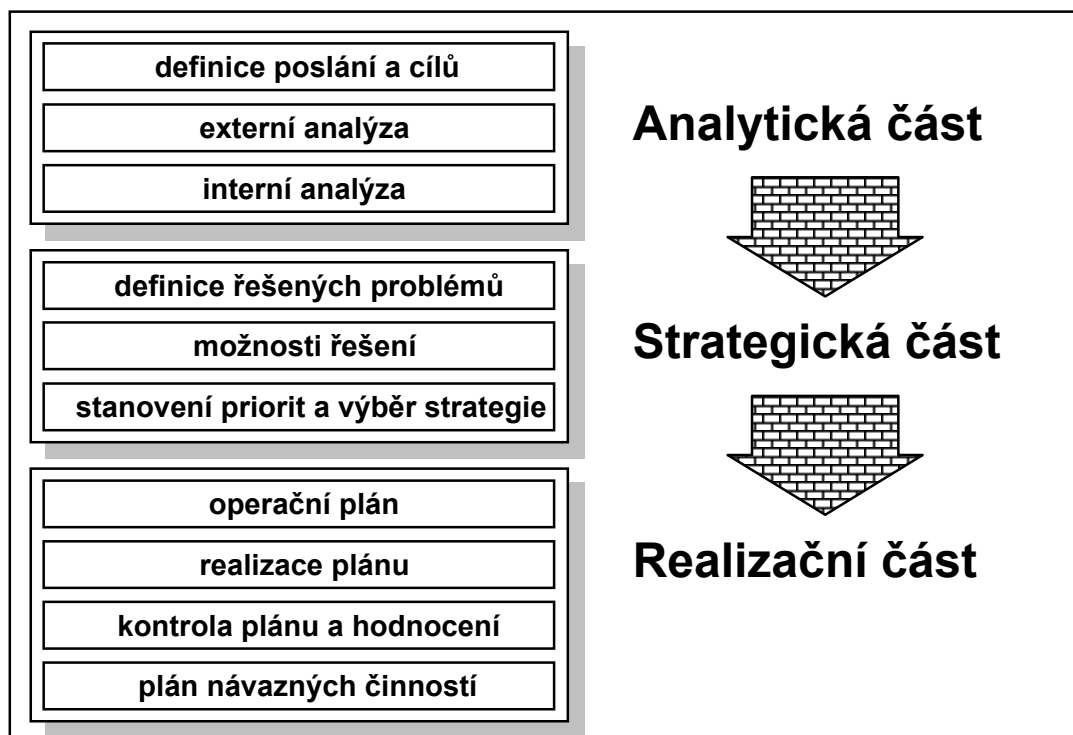 definice poslání a cílů
externí analýza
interní analýza
Analytická část
definice řešených problémů
možnosti řešení
stanovení priorit a výběr strategie
Strategická část
operační plán
realizace plánu
kontrola plánu a hodnocení
plán návazných činností
Realizační část